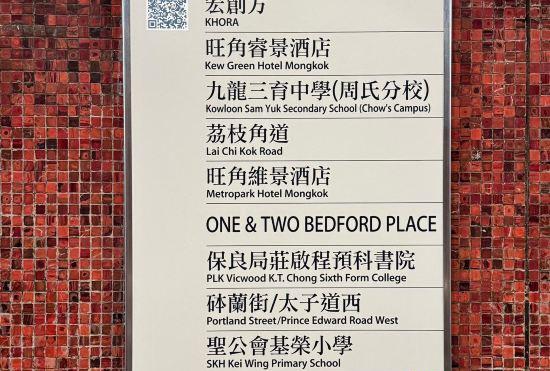 宏創方
KHORA
旺角睿景酒店
Kew Green Hotel Mongkok
九龍三育中學(周氏分校)
Kowloon Sam Yuk Secondary School (Chow's Campus)
荔枝角道
Lai Chi Kok Road
旺角維景酒店
Metropark Hotel Mongkok
ONE & TWO BEDFORD PLACE
保良局莊啟程預科書院
PLK Vicwood K.T. Chong Sixth Form College
砵蘭街/太子道西
Portland Street/Prince Edward Road West
聖公會基榮小學
SKH Kei Wing Primary School